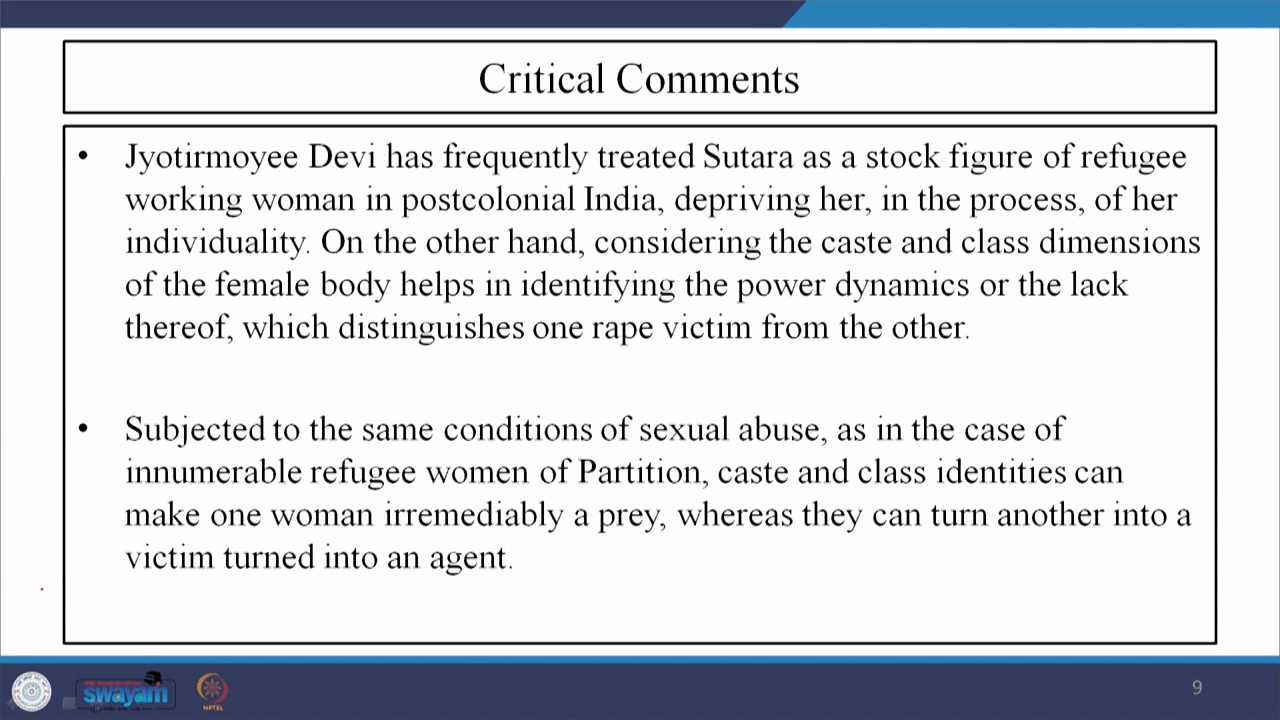 Critical Comments
• Jyotirmoyee Devi has frequently treated Sutara as a stock figure of refugee
working woman in postcolonial India, depriving her, in the process, of her
individuality. On the other hand, considering the caste and class dimensions
of the female body helps in identifying the power dynamics or the lack
thereof, which distinguishes one rape victim from the other.
• Subjected to the same conditions of sexual abuse, as in the case of
innumerable refugee women of Partition, caste and class identities can
make one woman irremediably a prey, whereas they can turn another into a
victim turned into an agent.
swayam
NPTEL
9